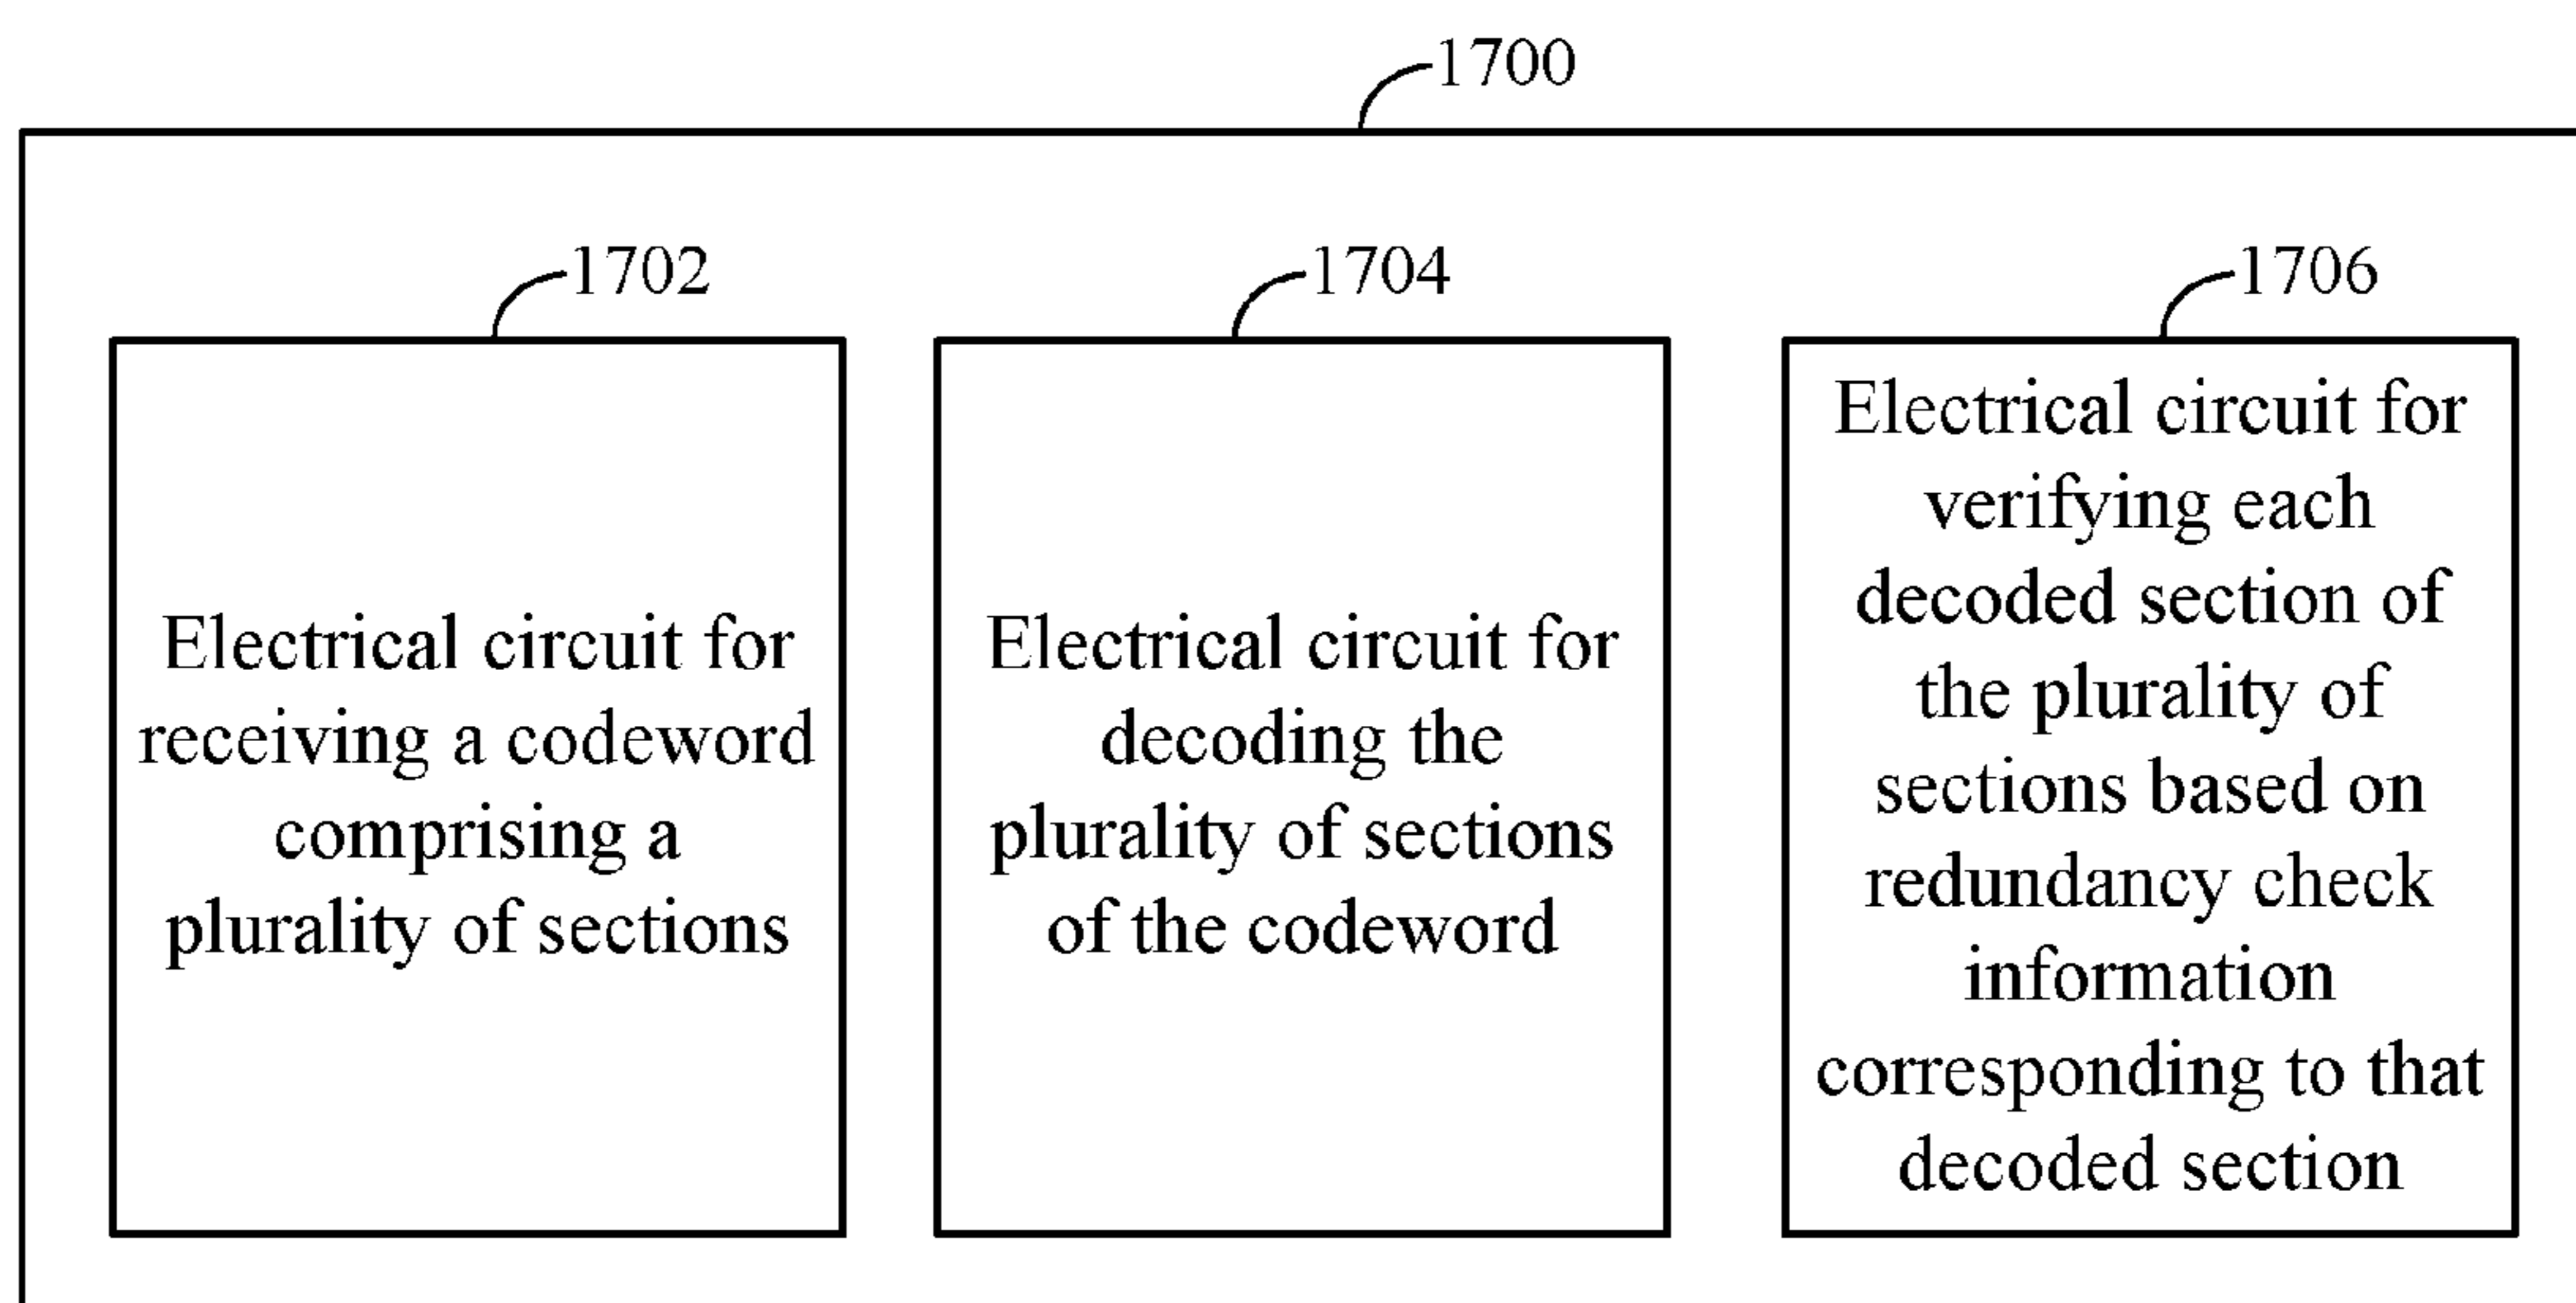 1700
1702
Electrical circuit for
receiving a codeword
comprising a
plurality of sections
1704
Electrical circuit for
decoding the
plurality of sections
of the codeword
1706
Electrical circuit for
verifying each
decoded section of
the plurality of
sections based on
redundancy check
information
corresponding to that
decoded section